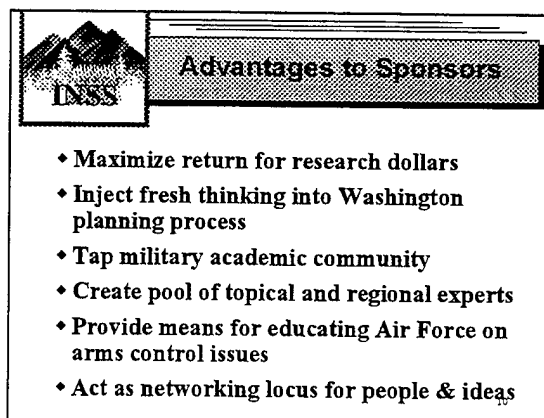 INSS
Advantages to Sponsors
◆ Maximize return for research dollars
◆ Inject fresh thinking into Washington
planning process
◆ Tap military academic community
◆ Create pool of topical and regional experts
◆ Provide means for educating Air Force on
arms control issues
◆ Act as networking locus for people & ideas